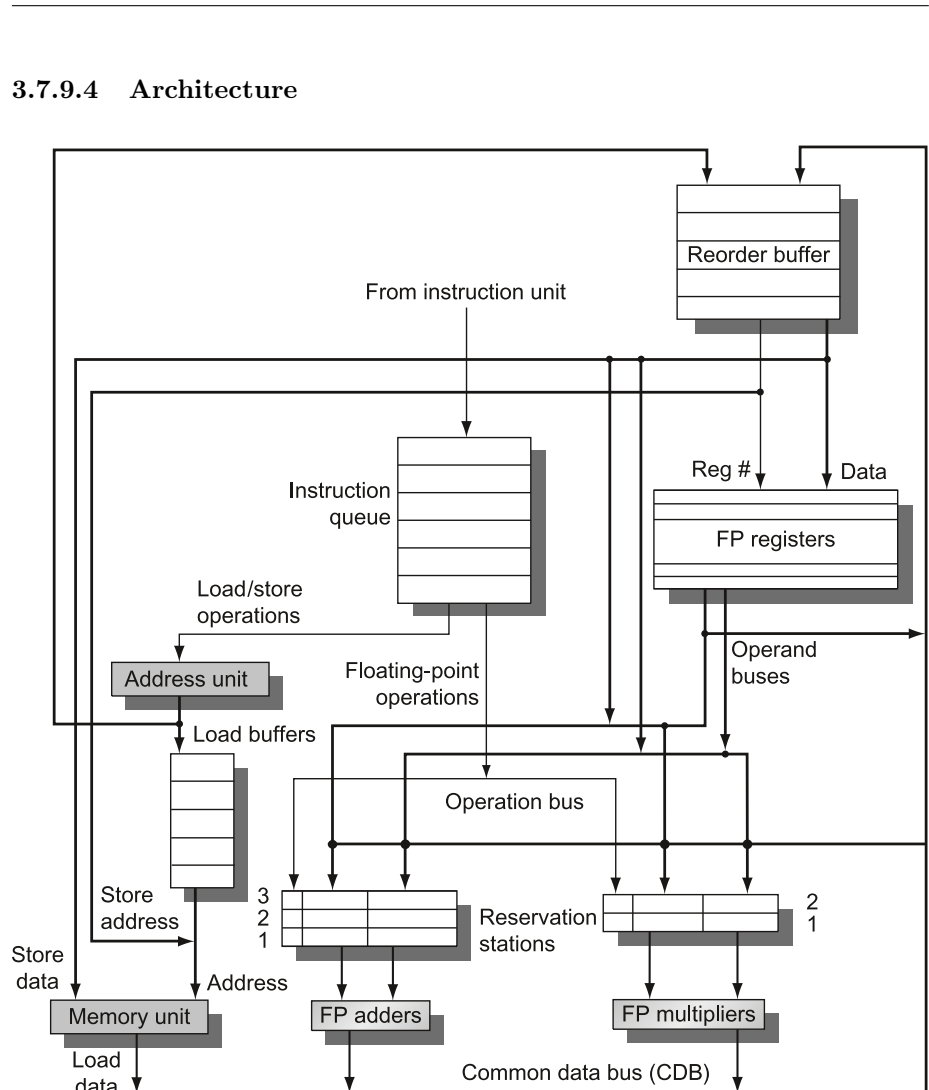 3.7.9.4 Architecture
Reorder buffer
From instruction unit
Reg #
Data
Instruction
queue
FP registers
Load/store
operations
Operand
buses
Address unit
Floating-point
operations
Load buffers
Operation bus
3
2
1
Reservation
stations
2
1
Store
address
Store
data
Address
Memory unit
FP adders
FP multipliers
Load
data
Common data bus (CDB)